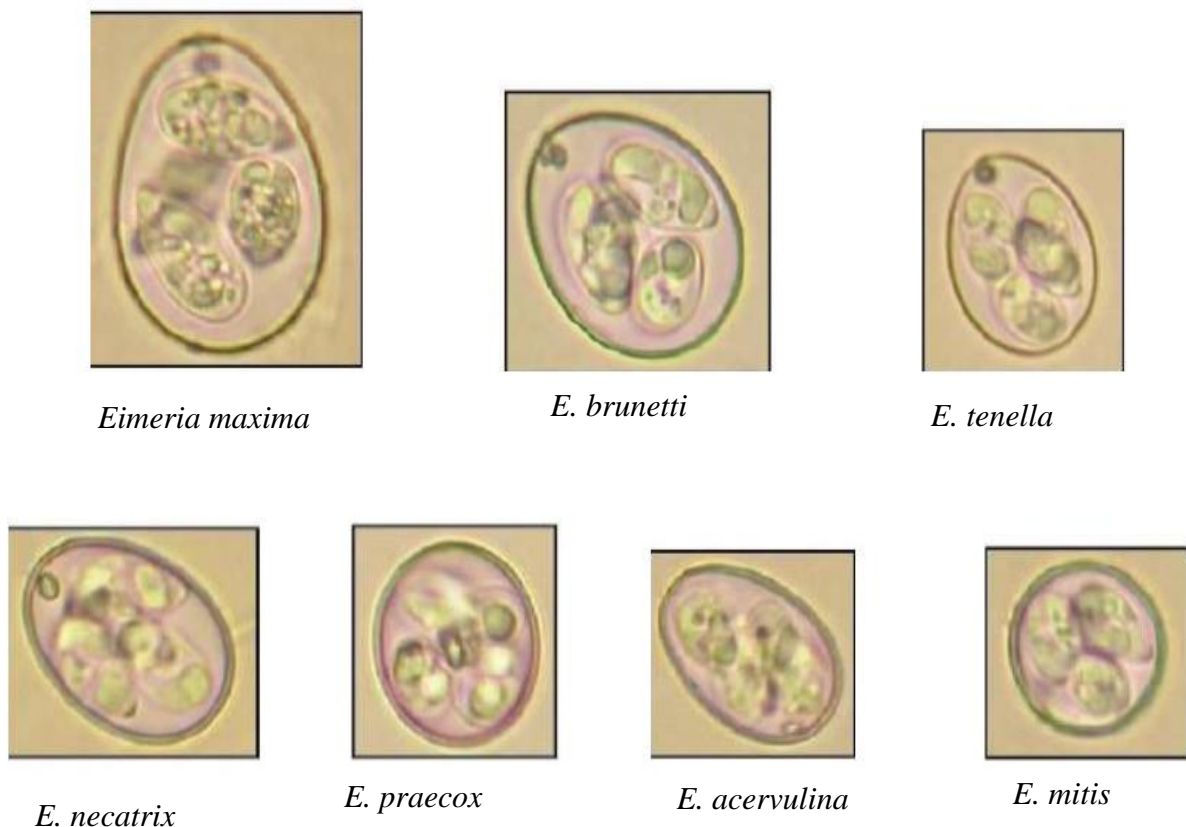 Eimeria maxima
E. brunetti
E. tenella
E. necatrix
E. praecox
E. acervulina
E. mitis